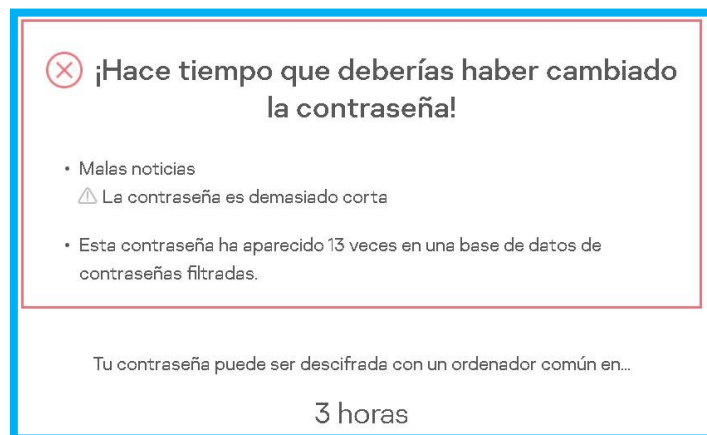 ¡Hace tiempo que deberías haber cambiado
la contraseña!
• Malas noticias
La contraseña es demasiado corta
• Esta contraseña ha aparecido 13 veces en una base de datos de
contraseñas filtradas.
Tu contraseña puede ser descifrada con un ordenador común en...
3 horas